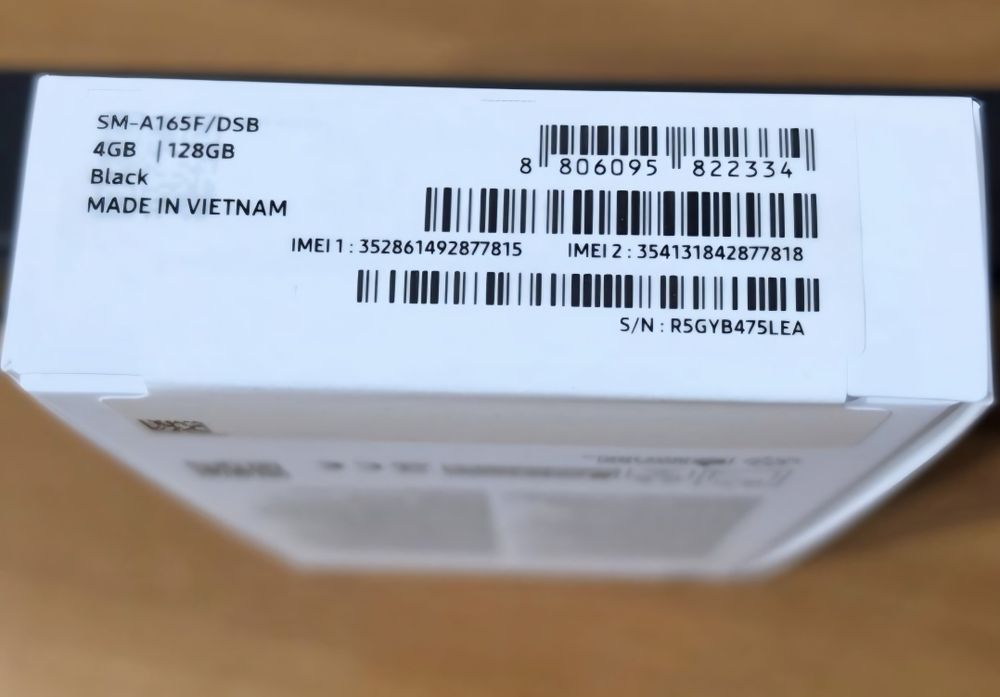 SM-A165F/DSB
4GB | 128GB
Black
MADE IN VIETNAM
8 806095 822334
IMEI 1 : 352861492877815 IMEI 2 : 354131842877818
S/N : R5GYB475LEA